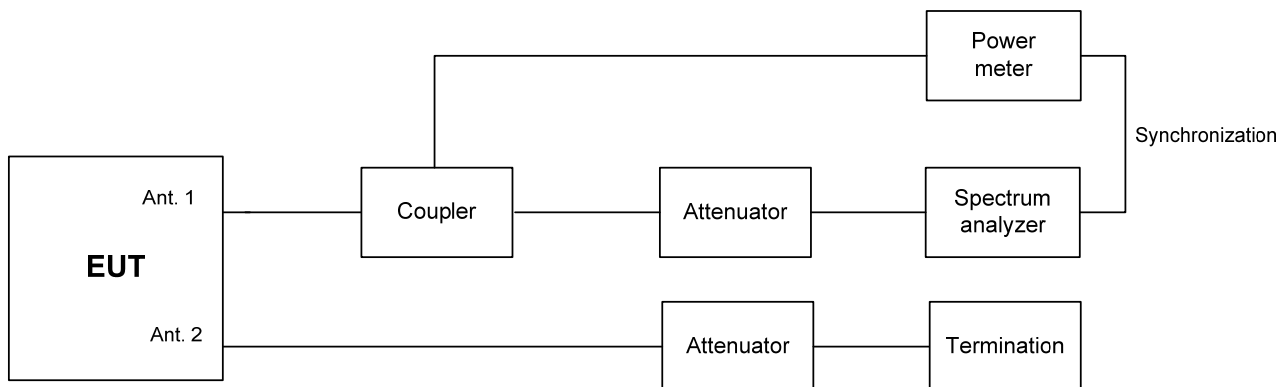 Power
meter
Synchronization
Ant. 1
Coupler
Attenuator
Spectrum
analyzer
EUT
Ant. 2
Attenuator
Termination